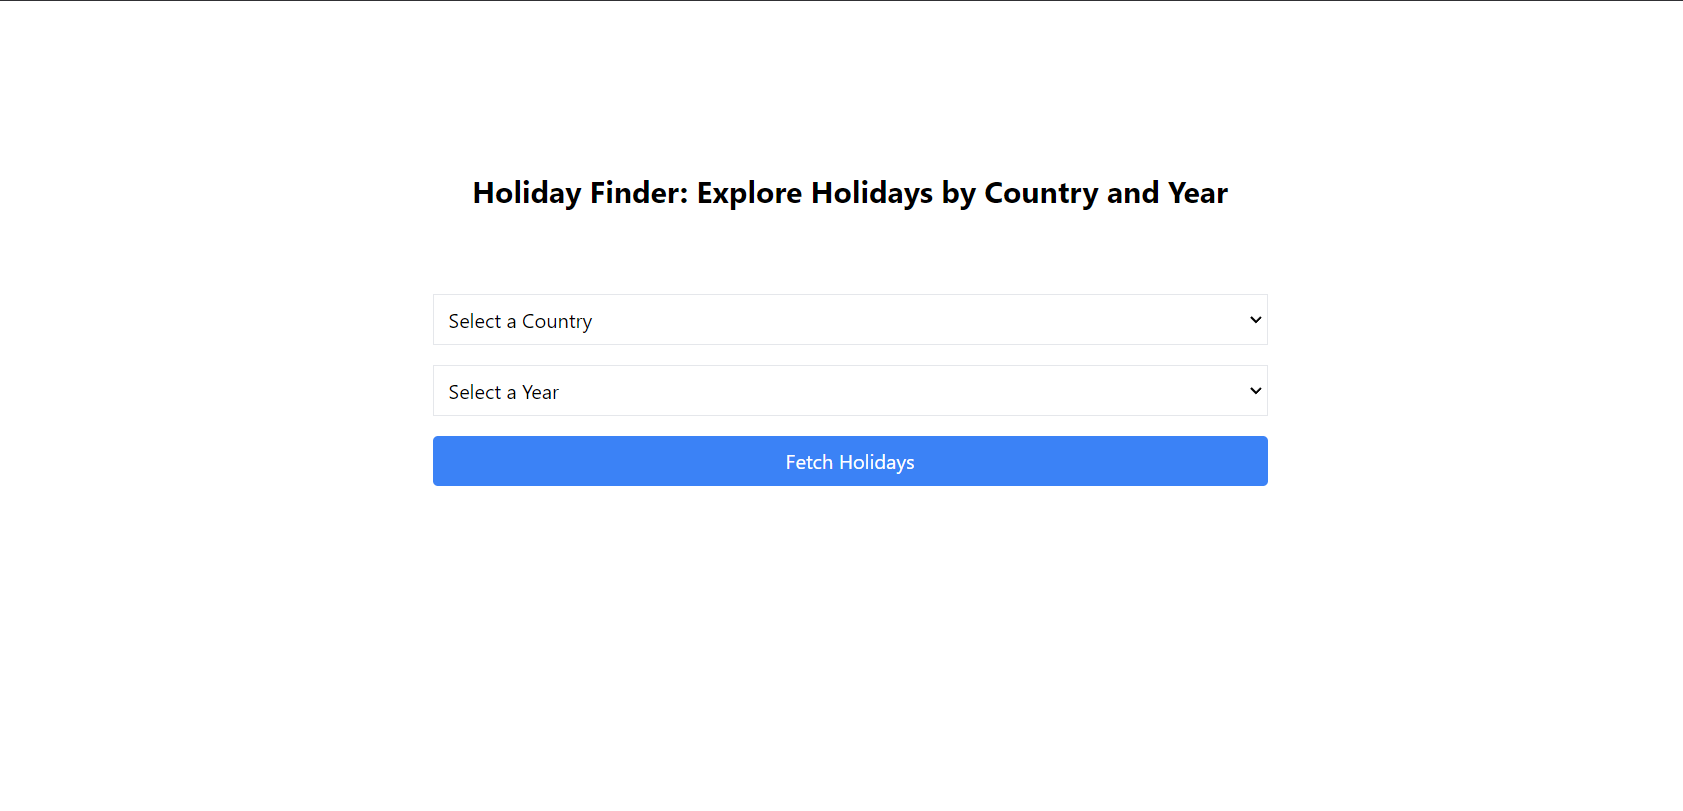 Holiday Finder: Explore Holidays by Country and Year
Select a Country
Select a Year
Fetch Holidays